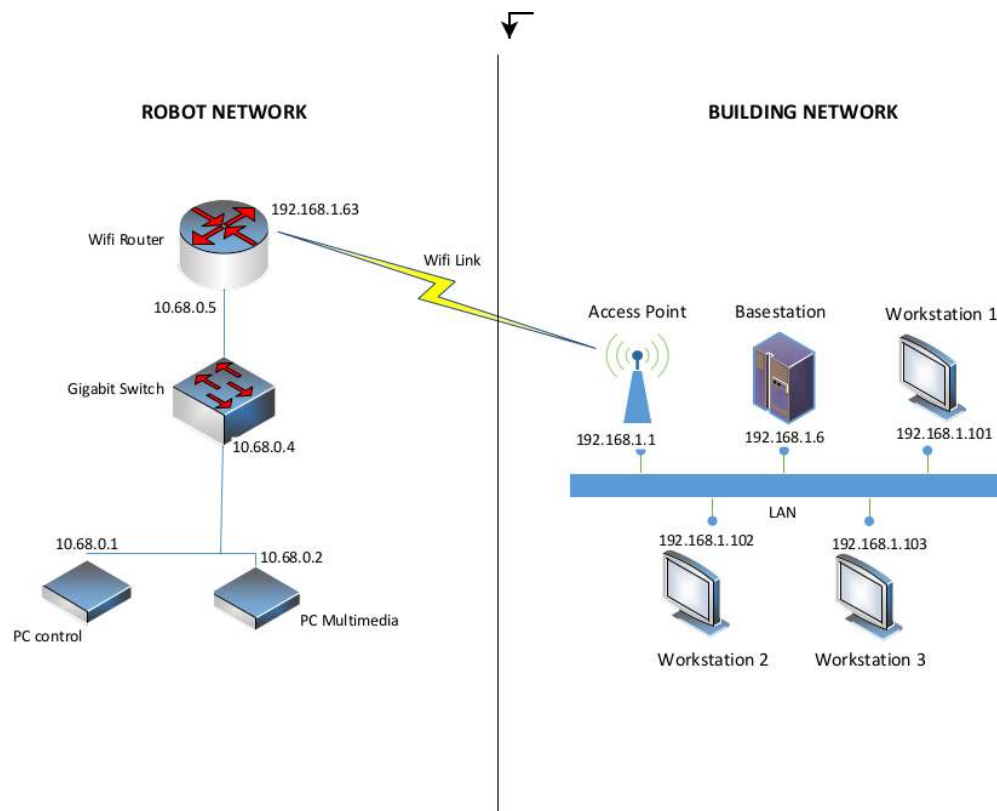 ROBOT NETWORK
192.168.1.63
Wifi Router
10.68.0.5
Gigabit Switch
10.68.0.4
10.68.0.1
10.68.0.2
PC control
PC Multimedia
Wifi Link
BUILDING NETWORK
Access Point
Basestation
Workstation 1
192.168.1.1
192.168.1.6
192.168.1.101
LAN
192.168.1.102
192.168.1.103
Workstation 2
Workstation 3